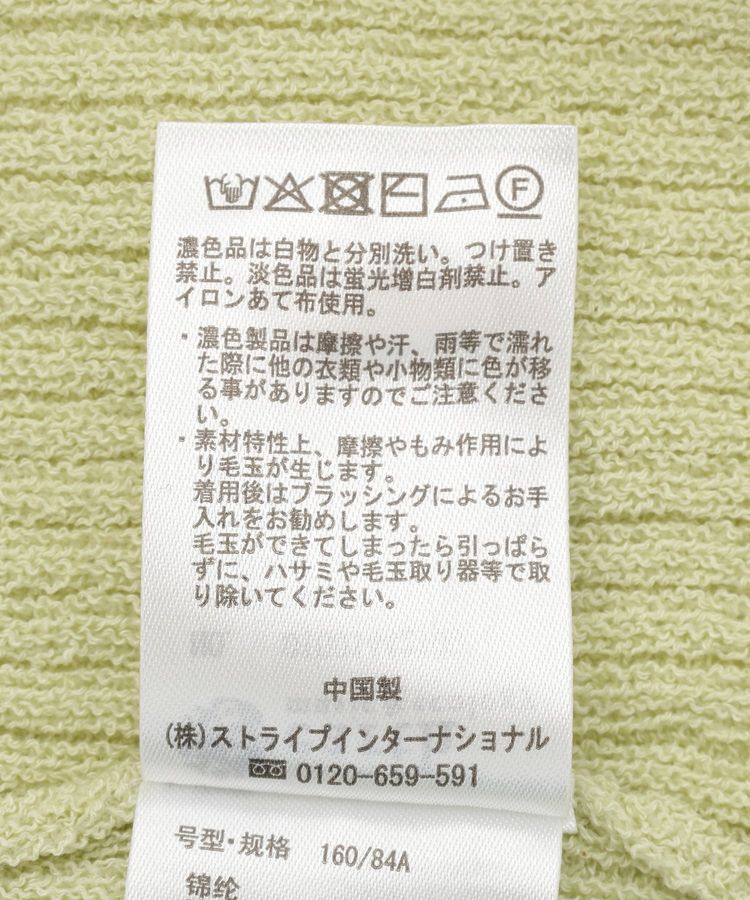 F
濃色品は白物と分別洗い。つけ置き
禁止。淡色品は蛍光増白剤禁止。ア
イロンあて布使用。
・濃色製品は摩擦や汗、雨等で濡れ
た際に他の衣類や小物類に色が移
る事がありますのでご注意くださ
い。
・素材特性上、摩擦やもみ作用によ
り毛玉が生じます。
着用後はブラッシングによるお手
入れをお勧めします。
毛玉ができてしまったら引っぱら
ずに、ハサミや毛玉取り器等で取
り除いてください。
中国製
(株)ストライプインターナショナル
0120-659-591
号型・规格 160/84A
锦纶